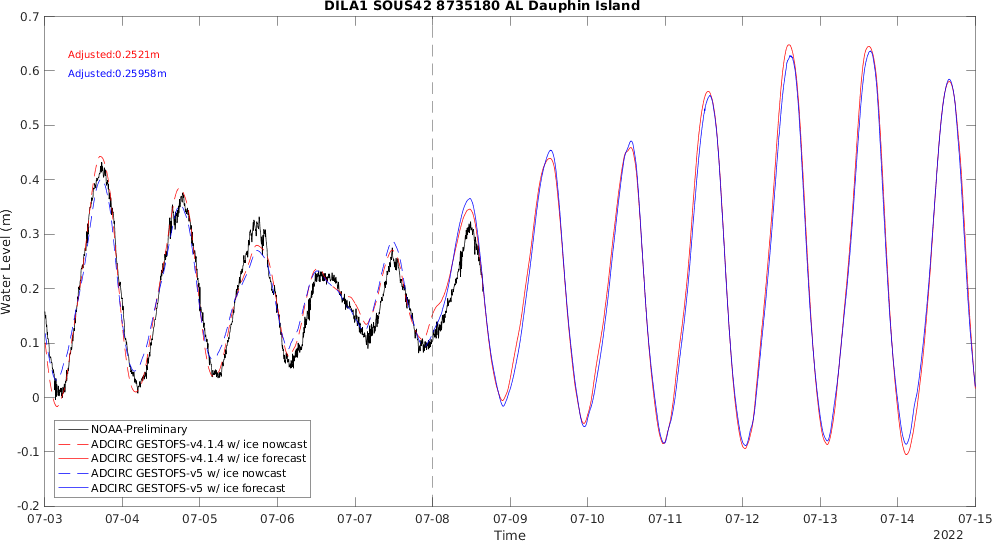 DILA1 SOUS42 8735180 AL Dauphin Island
Adjusted:0.2521m
Adjusted:0.25958m
Water Level (m)
0.7
0.6
0.5
0.4
0.3
0.2
0.1
0
-0.1
-0.2
NOAA-Preliminary
ADCIRC GESTOFS-v4.1.4 w/ ice nowcast
ADCIRC GESTOFS-v4.1.4 w/ ice forecast
ADCIRC GESTOFS-v5 w/ ice nowcast
ADCIRC GESTOFS-v5 w/ ice forecast
07-03 07-04 07-05 07-06 07-07 07-08 07-09 07-10 07-11 07-12 07-13 07-14 07-15
Time
2022